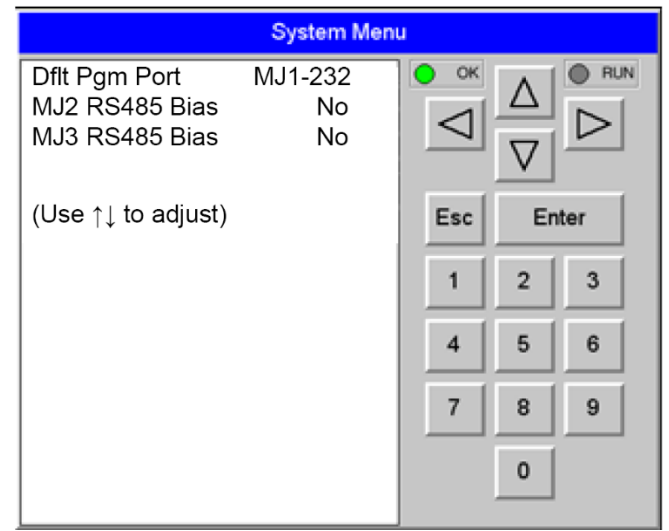 System Menu
Dflt Pgm Port MJ1-232
MJ2 RS485 Bias No
MJ3 RS485 Bias No
(Use ↑↓ to adjust)
OK
RUN
Esc
Enter
1 2 3
4 5 6
7 8 9
0